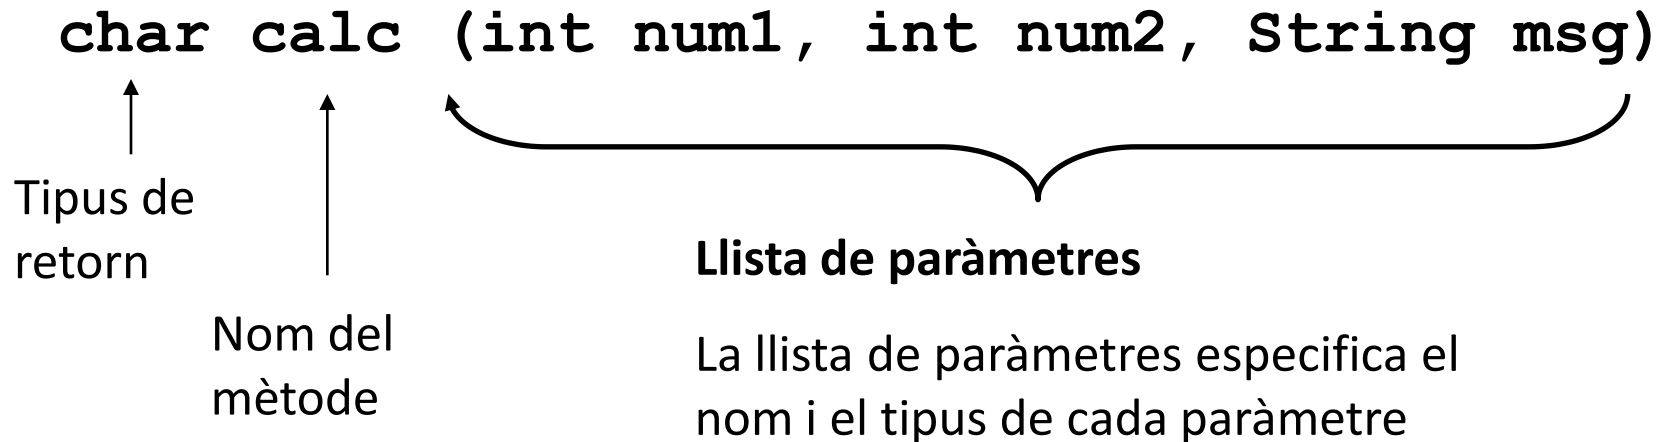 char calc (int num1, int num2, String msg)
Tipus de
retorn
Nom del
mètode
Llista de paràmetres
La llista de paràmetres especifica el
nom i el tipus de cada paràmetre